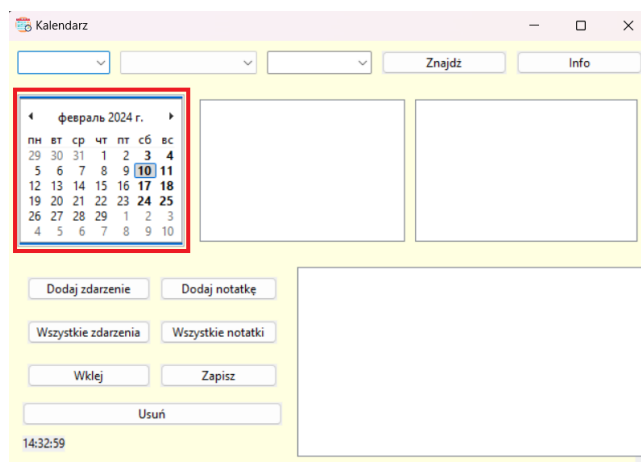 Kalendarz
Znajdż Info
февраль 2024 г.
пн вт ср чт пт сб вс
29 30 31 1 2 3 4
5 6 7 8 9 10 11
12 13 14 15 16 17 18
19 20 21 22 23 24 25
26 27 28 29 1 2 3
4 5 6 7 8 9 10
Dodaj zdarzenie Dodaj notatkę
Wszystkie zdarzenia Wszystkie notatki
Wklej Zapisz
Usuń
14:32:59